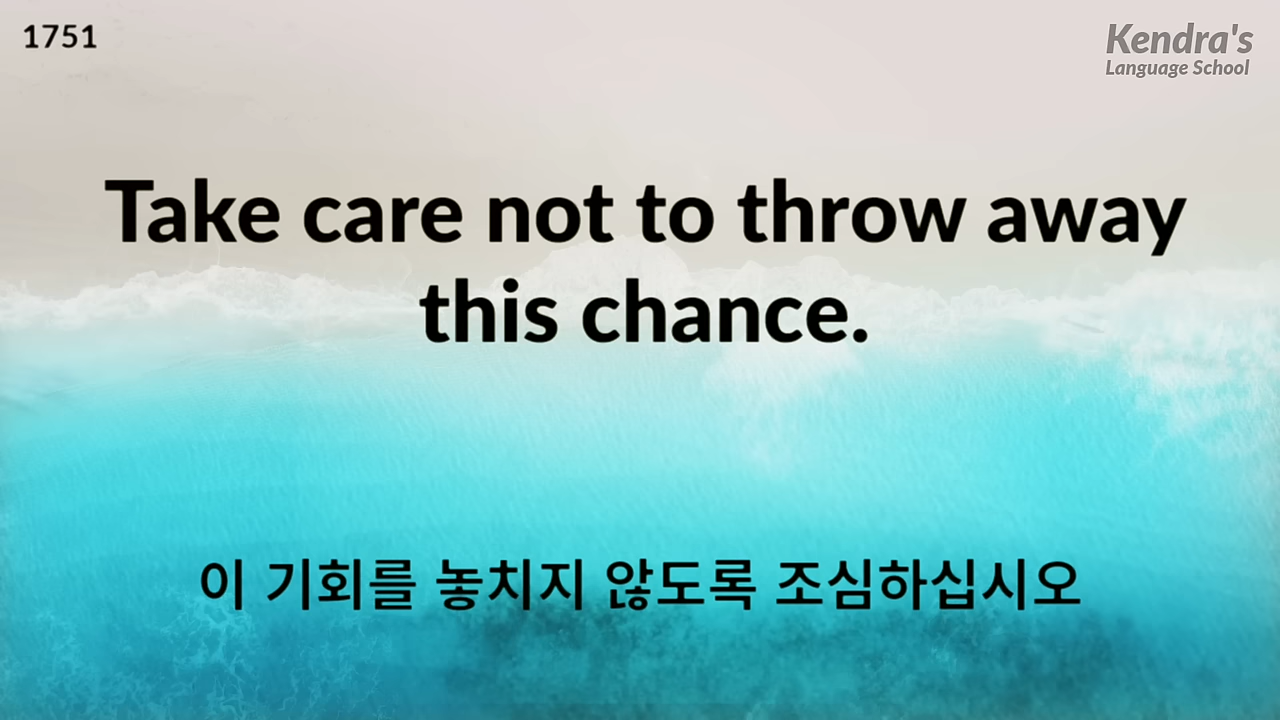 1751
Kendra's
Language School
Take care not to throw away
this chance.
이 기회를 놓치지 않도록 조심하십시오